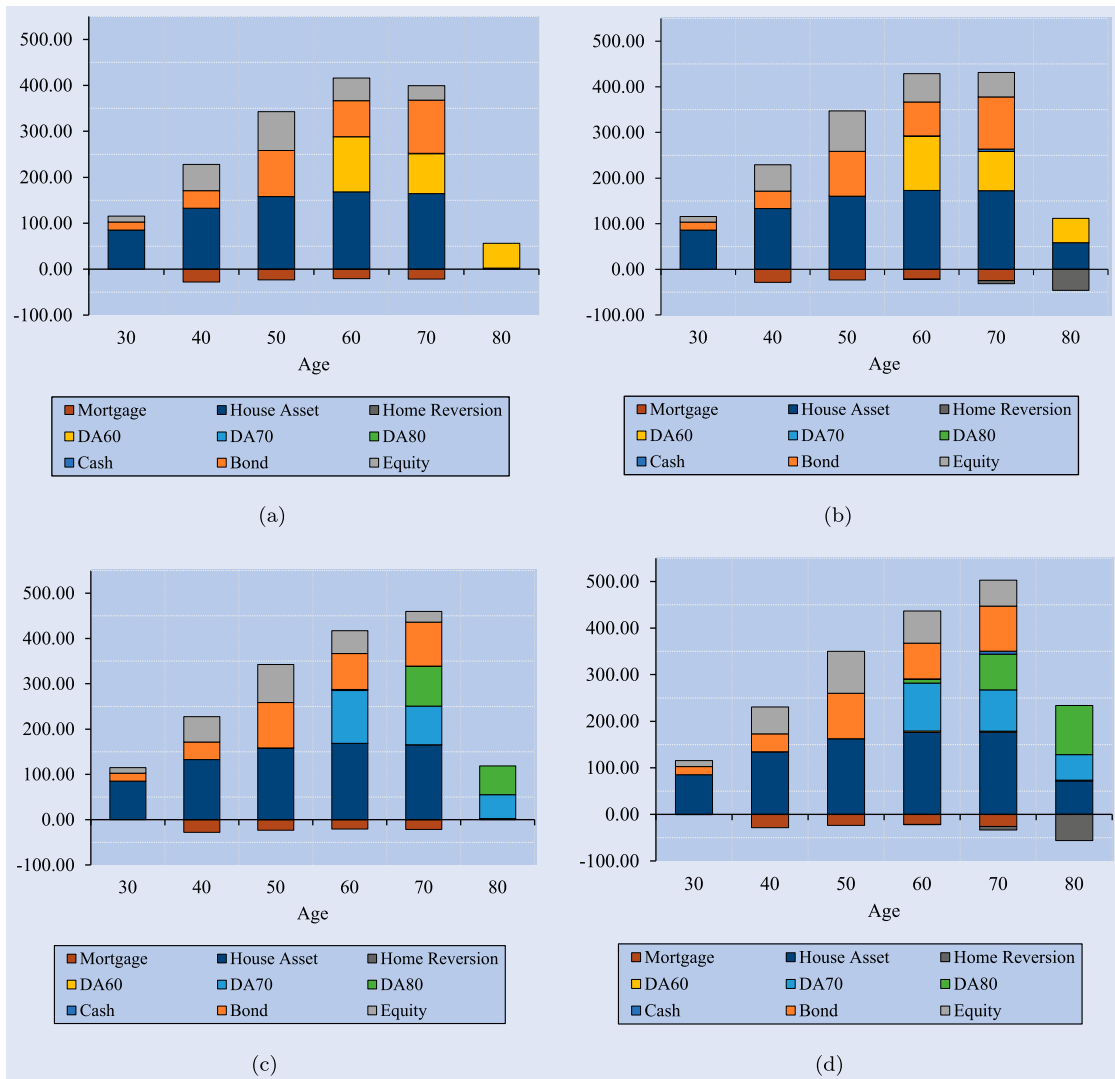 500.00
400.00
300.00
200.00
100.00
0.00
-100.00
30 40 50 60 70 80
Age
Mortgage House Asset Home Reversion
DA60 DA70 DA80
Cash Bond Equity
(a)
500.00
400.00
300.00
200.00
100.00
0.00
-100.00
30 40 50 60 70 80
Age
Mortgage House Asset Home Reversion
DA60 DA70 DA80
Cash Bond Equity
(b)
500.00
400.00
300.00
200.00
100.00
0.00
-100.00
30 40 50 60 70 80
Age
Mortgage House Asset Home Reversion
DA60 DA70 DA80
Cash Bond Equity
(c)
500.00
400.00
300.00
200.00
100.00
0.00
-100.00
30 40 50 60 70 80
Age
Mortgage House Asset Home Reversion
DA60 DA70 DA80
Cash Bond Equity
(d)